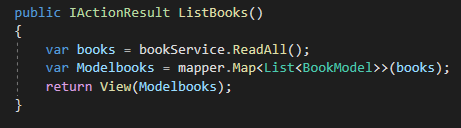 public IActionResult ListBooks()
{
var books = bookService.ReadAll();
var Modelbooks = mapper.Map<List<BookModel>>(books);
return View(Modelbooks);
}